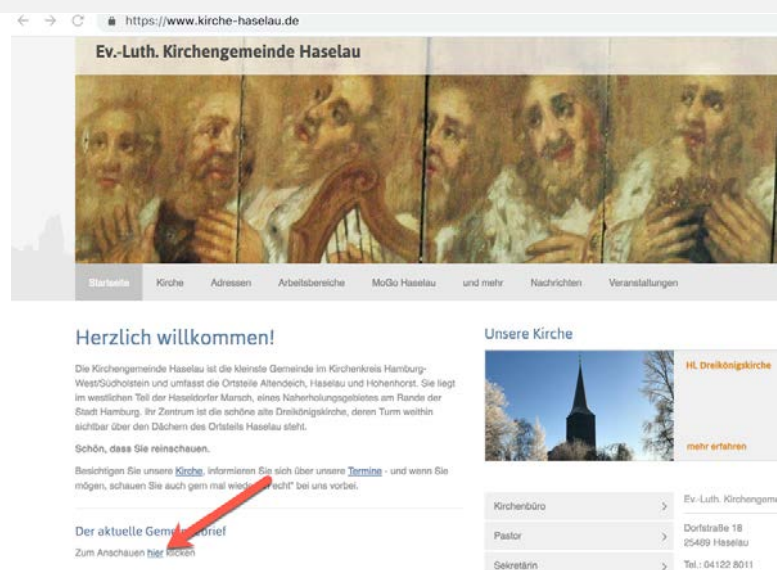 https://www.kirche-haselau.de
Ev.-Luth. Kirchengemeinde Haselau
Startseite Kirche Adressen Arbeitsbereiche MoGo Haselau und mehr Nachrichten Veranstaltungen
Herzlich willkommen!
Die Kirchengemeinde Haselau ist die kleinste Gemeinde im Kirchenkreis Hamburg-
West/Südholstein und umfasst die Ortsteile Altendeich, Haselau und Hohenhorst. Sie liegt
im westlichen Teil der Haseldorfer Marsch, eines Naherholungsgebietes am Rande der
Stadt Hamburg. Ihr Zentrum ist die schöne alte Dreikönigskirche, deren Turm weithin
sichtbar über den Dächern des Ortsteils Haselau steht.
Schön, dass Sie reinschauen.
Besichtigen Sie unsere Kirche, informieren Sie sich über unsere Termine - und wenn Sie
mögen, schauen Sie auch gern mal wieder echt" bei uns vorbei.
Der aktuelle Gemeindebrief
Zum Anschauen hier klicken
Unsere Kirche
Hl. Dreikönigskirche
mehr erfahren
Kirchenbüro
Pastor
Sekretärin
Ev.-Luth. Kirchengeme
Dorfstraße 18
25489 Haselau
Tel.: 04122 8011